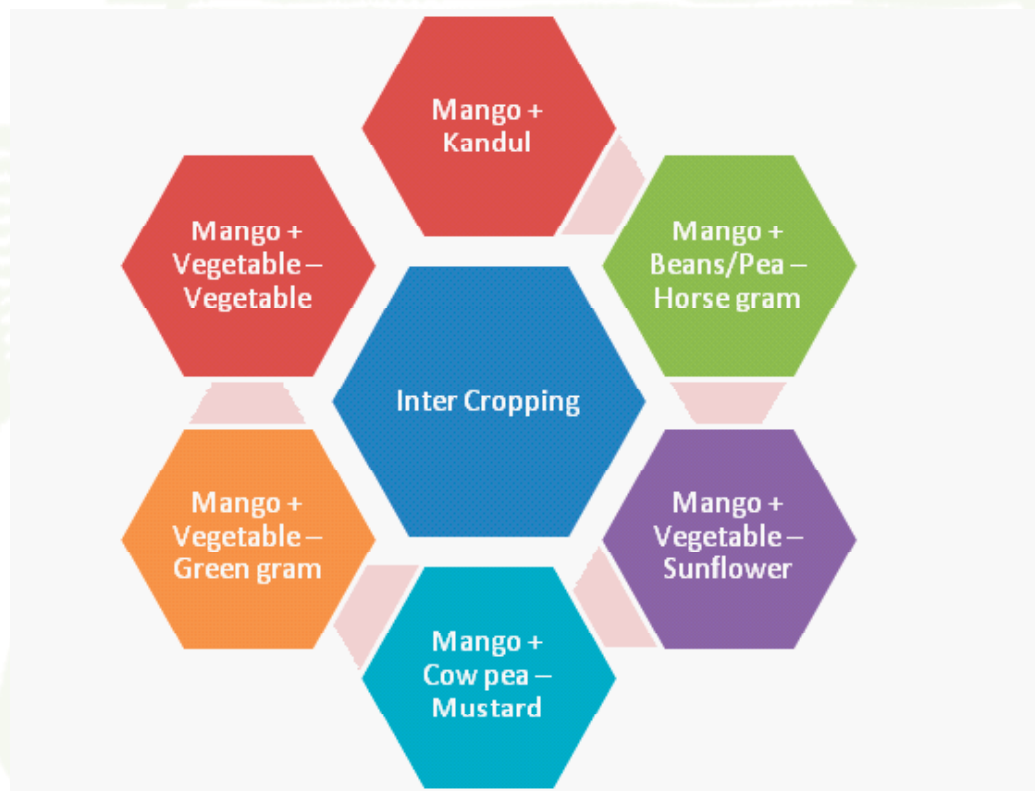 Mango +
Kandul
Mango +
Beans/Pea –
Horse gram
Mango +
Vegetable –
Sunflower
Mango +
Cow pea –
Mustard
Mango +
Vegetable –
Green gram
Mango +
Vegetable –
Vegetable
Inter Cropping